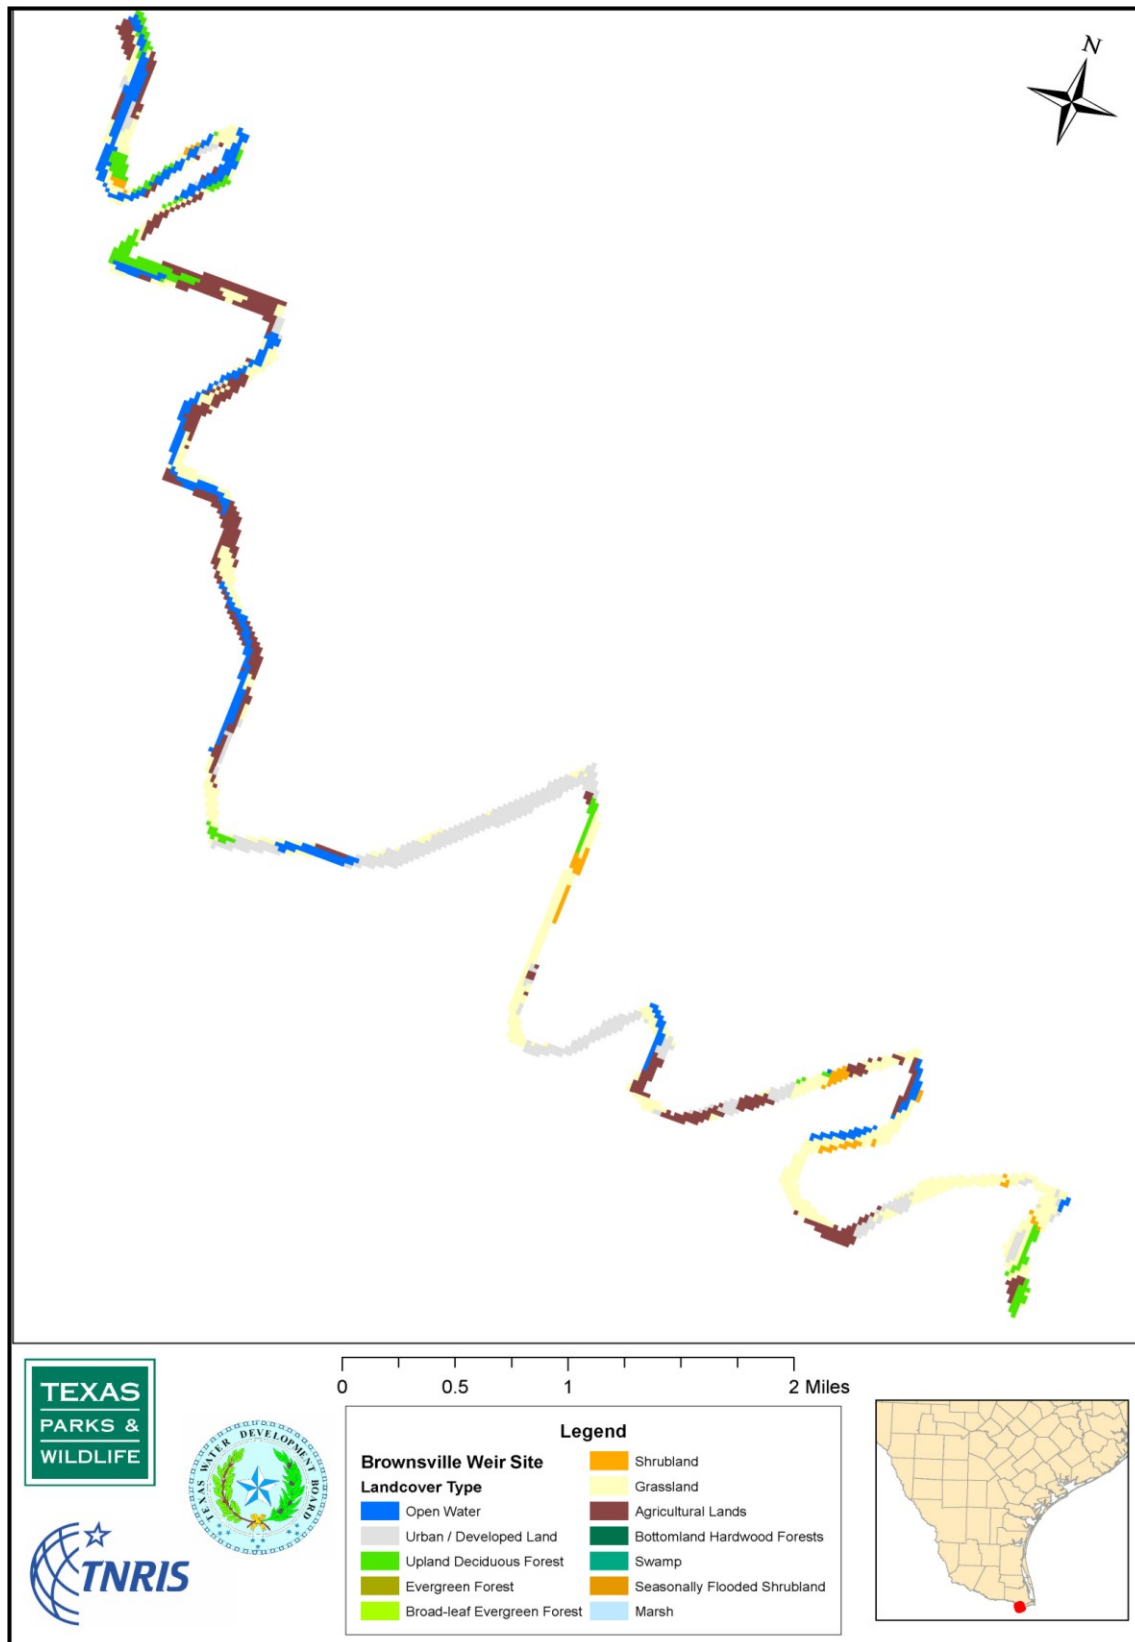 N
0 0.5 1 2 Miles
TEXAS
PARKS &
WILDLIFE
TEXAS WATER DEVELOPMENT BOARD
TNRIS
Legend
Brownsville Weir Site
Landcover Type
Open Water
Urban / Developed Land
Upland Deciduous Forest
Evergreen Forest
Broad-leaf Evergreen Forest
Shrubland
Grassland
Agricultural Lands
Bottomland Hardwood Forests
Swamp
Seasonally Flooded Shrubland
Marsh